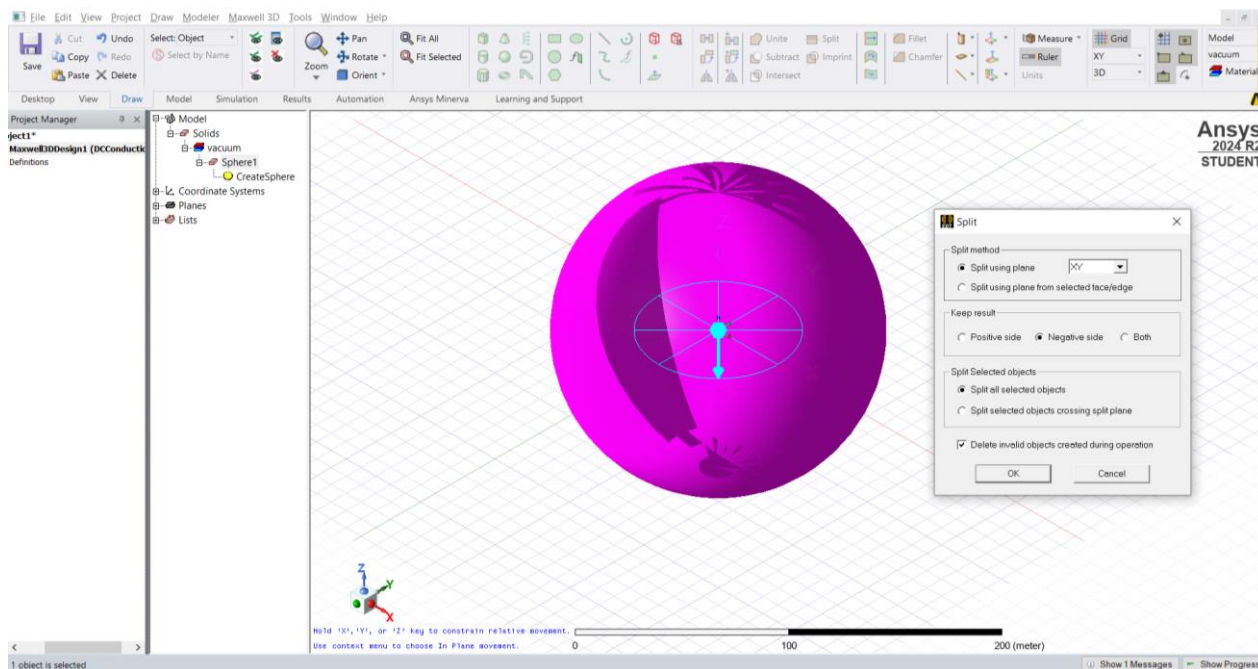 File Edit View Project Draw Modeler Maxwell 3D Tools Window Help
Save
Cut Undo
Copy Redo
Paste Delete
Select: Object
Select by Name
Zoom
Pan
Rotate
Orient
Fit All
Fit Selected
Unite Split
Subtract Imprint
Intersect
Fillet
Chamfer
Measure
Ruler
Units
Grid
XY
3D
Model
vacuum
Material
Desktop View Draw Model Simulation Results Automation Ansys Minerva Learning and Support
Project Manager
ject1*
Maxwell3DDesign1 (DCConductic
Definitions
Model
Solids
vacuum
Sphere1
CreateSphere
Coordinate Systems
Planes
Lists
Ansys
2024 R2
STUDENT
Split
Split method
Split using plane XY
Split using plane from selected face/edge
Keep result
Positive side Negative side Both
Split Selected objects
Split all selected objects
Split selected objects crossing split plane
Delete invalid objects created during operation
OK Cancel
Z
Y
X
Hold 'X','Y', or 'Z' key to constrain relative movement.
Use context menu to choose In Plane movement.
0 100 200 (meter)
1 object is selected
Show 1 Messages Show Progress